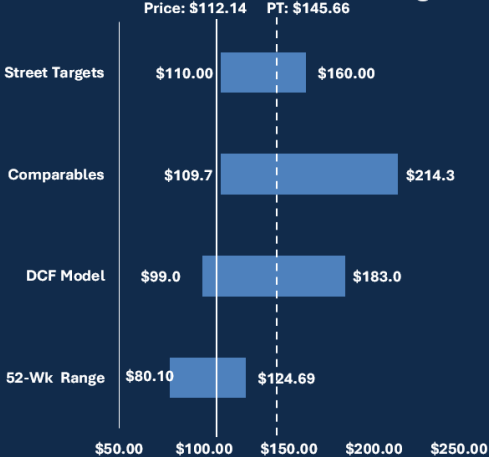 Price: $112.14 PT: $145.66
Street Targets $110.00 $160.00
Comparables $109.7 $214.3
DCF Model $99.0 $183.0
52-Wk Range $80.10 $124.69
$50.00 $100.00 $150.00 $200.00 $250.00